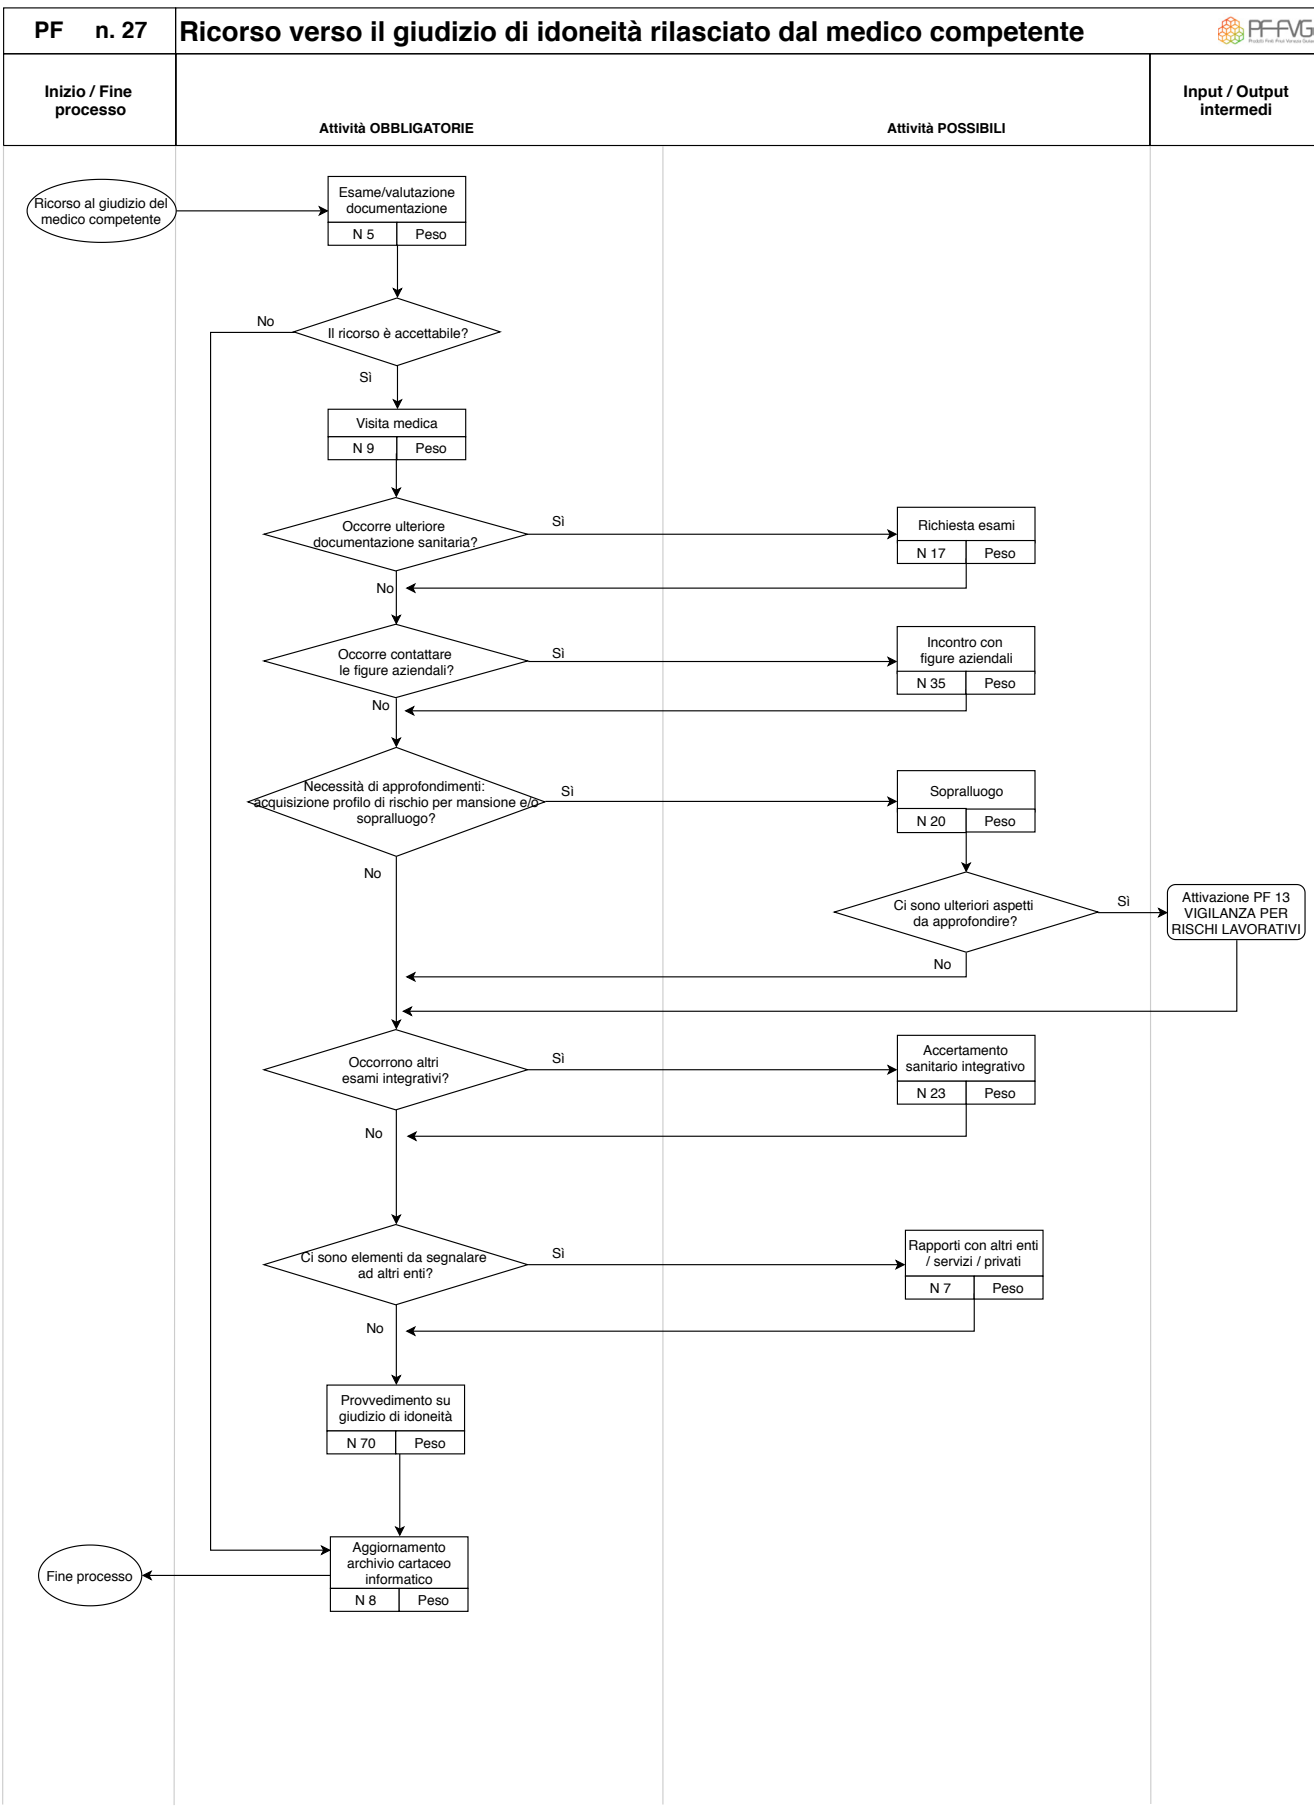 PF n. 27
Ricorso verso il giudizio di idoneità rilasciato dal medico competente
PF-FVG
Inizio / Fine
processo
Attività OBBLIGATORIE
Attività POSSIBILI
Input / Output
intermedi
Ricorso al giudizio del
medico competente
Esame/valutazione
documentazione
N 5 Peso
Il ricorso è accettabile?
No
Sì
Visita medica
N 9 Peso
Occorre ulteriore
documentazione sanitaria?
Sì
No
Richiesta esami
N 17 Peso
Occorre contattare
le figure aziendali?
Sì
No
Incontro con
figure aziendali
N 35 Peso
Necessità di approfondimenti:
acquisizione profilo di rischio per mansione e/o
sopralluogo?
Sì
No
Sopralluogo
N 20 Peso
Ci sono ulteriori aspetti
da approfondire?
Sì
No
Attivazione PF 13
VIGILANZA PER
RISCHI LAVORATIVI
Occorrono altri
esami integrativi?
Sì
No
Accertamento
sanitario integrativo
N 23 Peso
Ci sono elementi da segnalare
ad altri enti?
Sì
No
Rapporti con altri enti
/ servizi / privati
N 7 Peso
Provvedimento su
giudizio di idoneità
N 70 Peso
Aggiornamento
archivio cartaceo
informatico
N 8 Peso
Fine processo